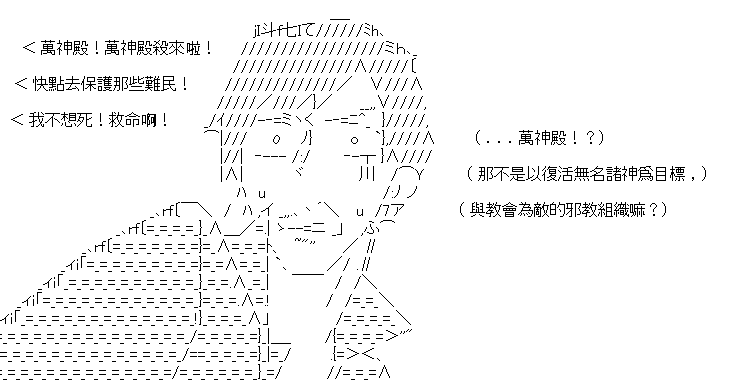 ＜ 萬神殿！萬神殿殺來啦！
＜ 快點去保護那些難民！
＜ 我不想死！救命啊！
（...萬神殿！？）
（那不是以復活無名諸神爲目標，）
（與教會為敵的邪教組織嘛？）